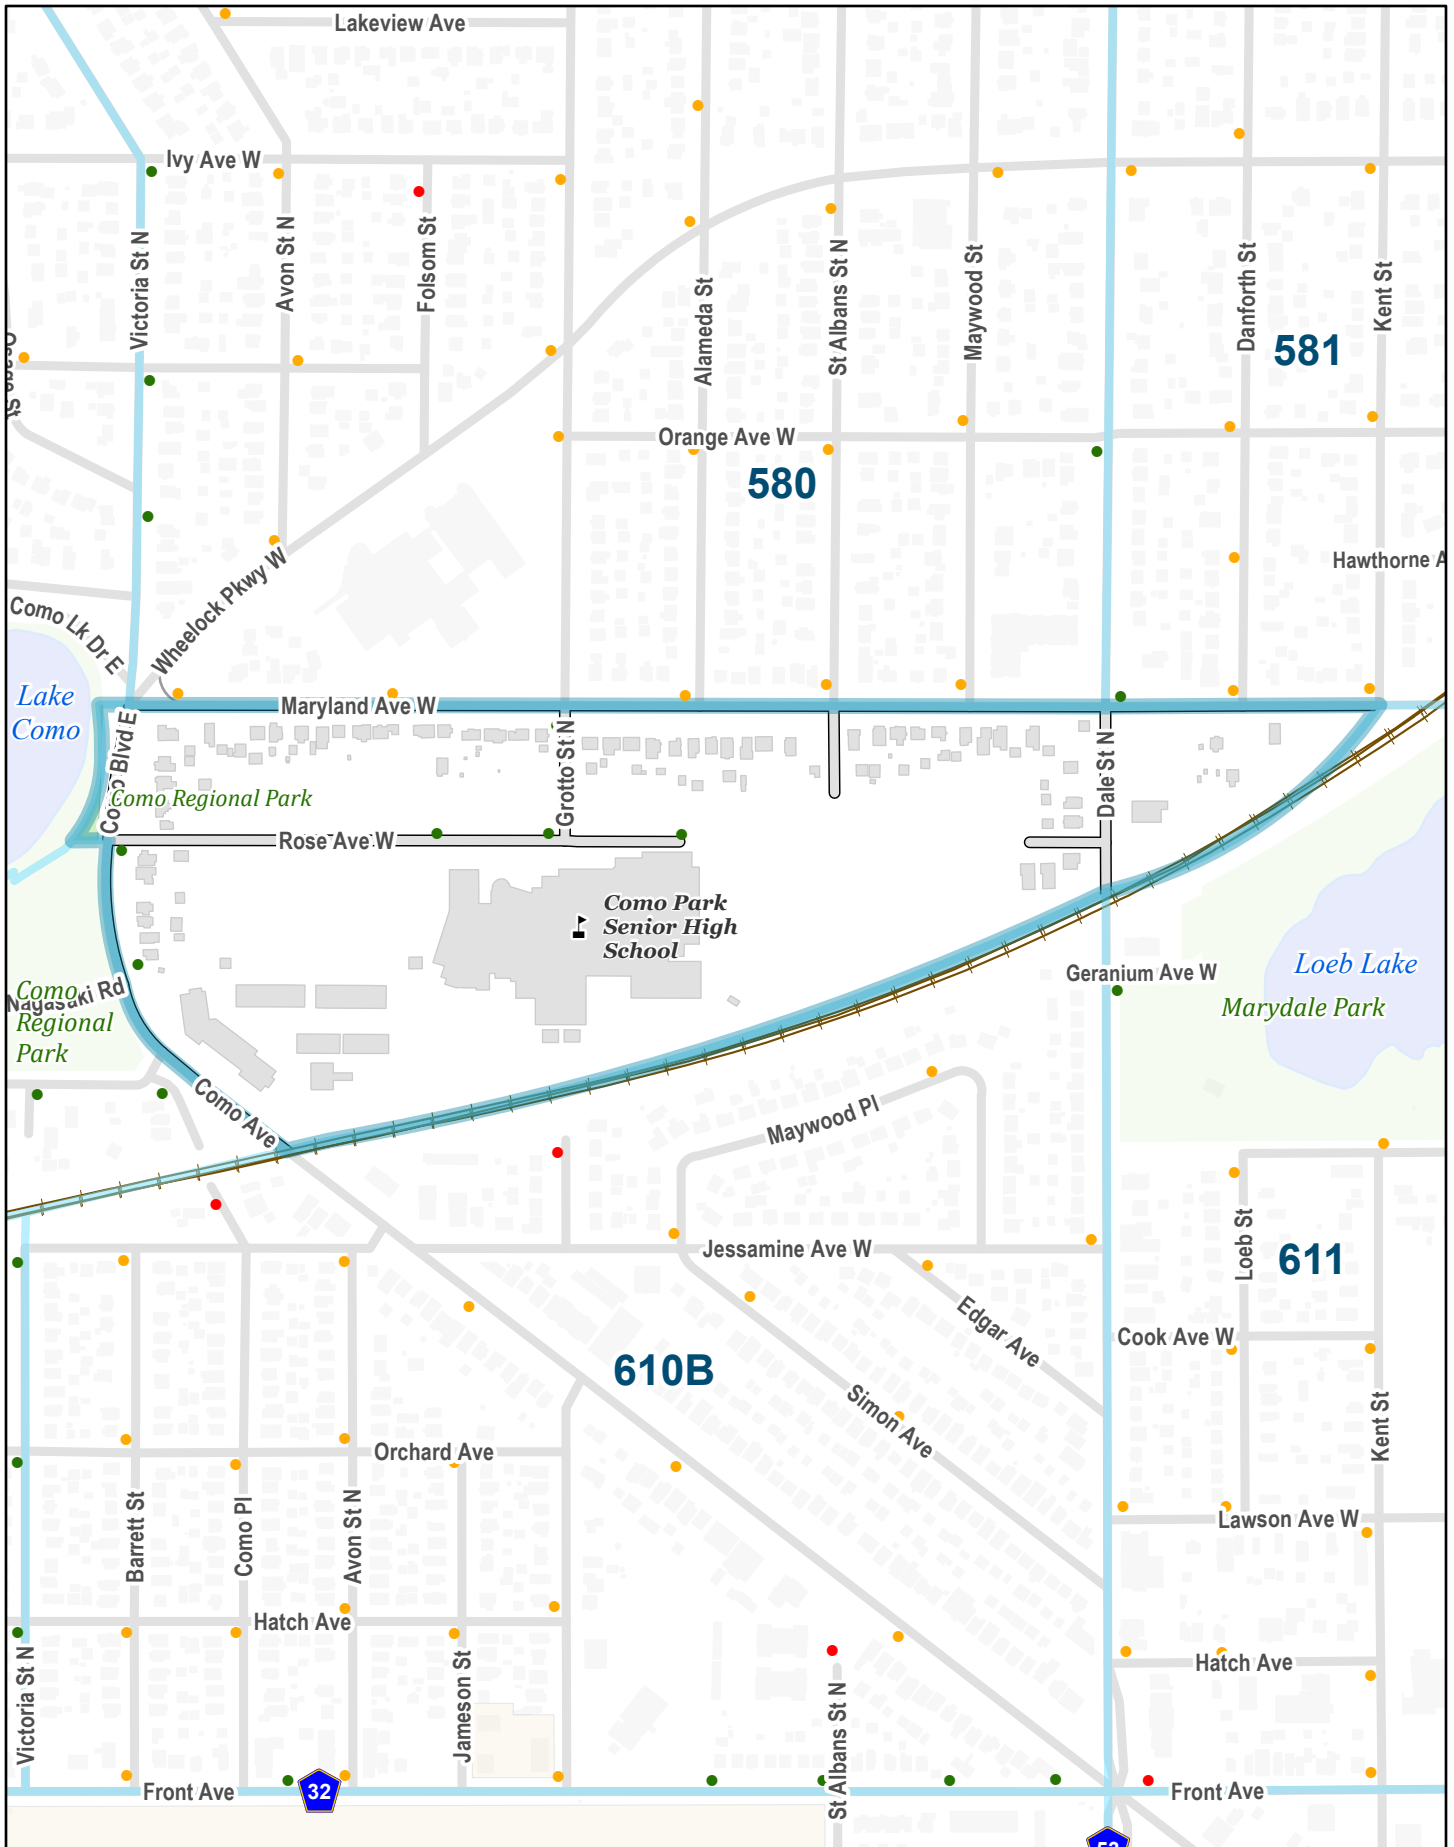 Lakeview Ave
Ivy Ave W
Victoria St N
Avon St N
Folsom St
Alameda St
St Albans St N
Maywood St
Danforth St
Kent St
581
Orange Ave W
580
Hawthorne A
Wheelock Pkwy W
Como Lk Dr E
Lake
Como
Maryland Ave W
Como Blvd E
Grotto St N
Dale St N
Como Regional Park
Rose Ave W
Como Park
Senior High
School
Geranium Ave W
Loeb Lake
Marydale Park
Nagasaki Rd
Como
Regional
Park
Como Ave
Maywood Pl
Jessamine Ave W
Loeb St
611
Edgar Ave
Cook Ave W
610B
Simon Ave
Kent St
Orchard Ave
Barrett St
Como Pl
Avon St N
Lawson Ave W
Hatch Ave
Hatch Ave
Victoria St N
Jameson St
St Albans St N
Front Ave
32
Front Ave
53